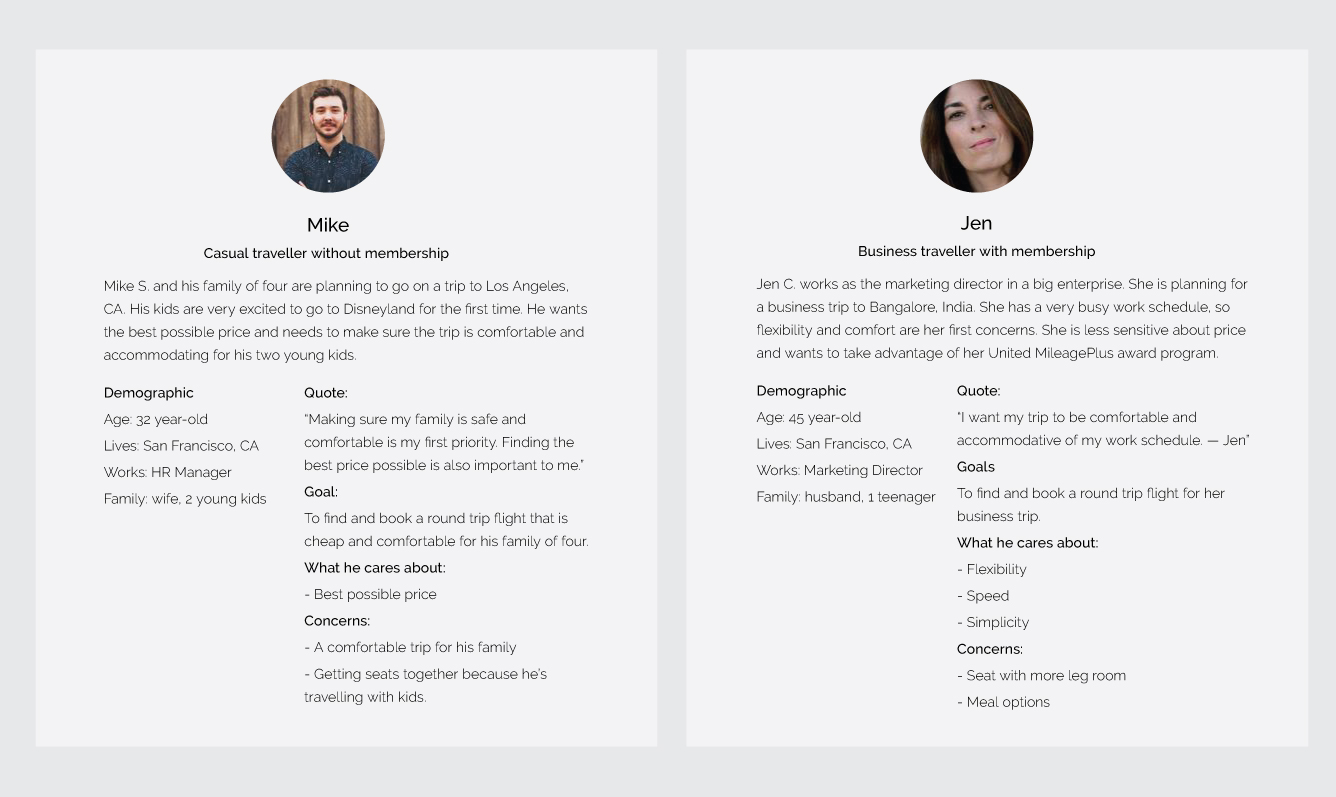 Mike
Casual traveller without membership
Mike S. and his family of four are planning to go on a trip to Los Angeles,
CA. His kids are very excited to go to Disneyland for the first time. He wants
the best possible price and needs to make sure the trip is comfortable and
accommodating for his two young kids.
Demographic
Age: 32 year-old
Lives: San Francisco, CA
Works: HR Manager
Family: wife, 2 young kids
Quote:
“Making sure my family is safe and
comfortable is my first priority. Finding the
best price possible is also important to me.”
Goal:
To find and book a round trip flight that is
cheap and comfortable for his family of four.
What he cares about:
- Best possible price
Concerns:
- A comfortable trip for his family
- Getting seats together because he's
travelling with kids.
Jen
Business traveller with membership
Jen C. works as the marketing director in a big enterprise. She is planning for
a business trip to Bangalore, India. She has a very busy work schedule, so
flexibility and comfort are her first concerns. She is less sensitive about price
and wants to take advantage of her United MileagePlus award program.
Demographic
Age: 45 year-old
Lives: San Francisco, CA
Works: Marketing Director
Family: husband, 1 teenager
Quote:
“I want my trip to be comfortable and
accommodative of my work schedule. — Jen”
Goals
To find and book a round trip flight for her
business trip.
What he cares about:
- Flexibility
- Speed
- Simplicity
Concerns:
- Seat with more leg room
- Meal options